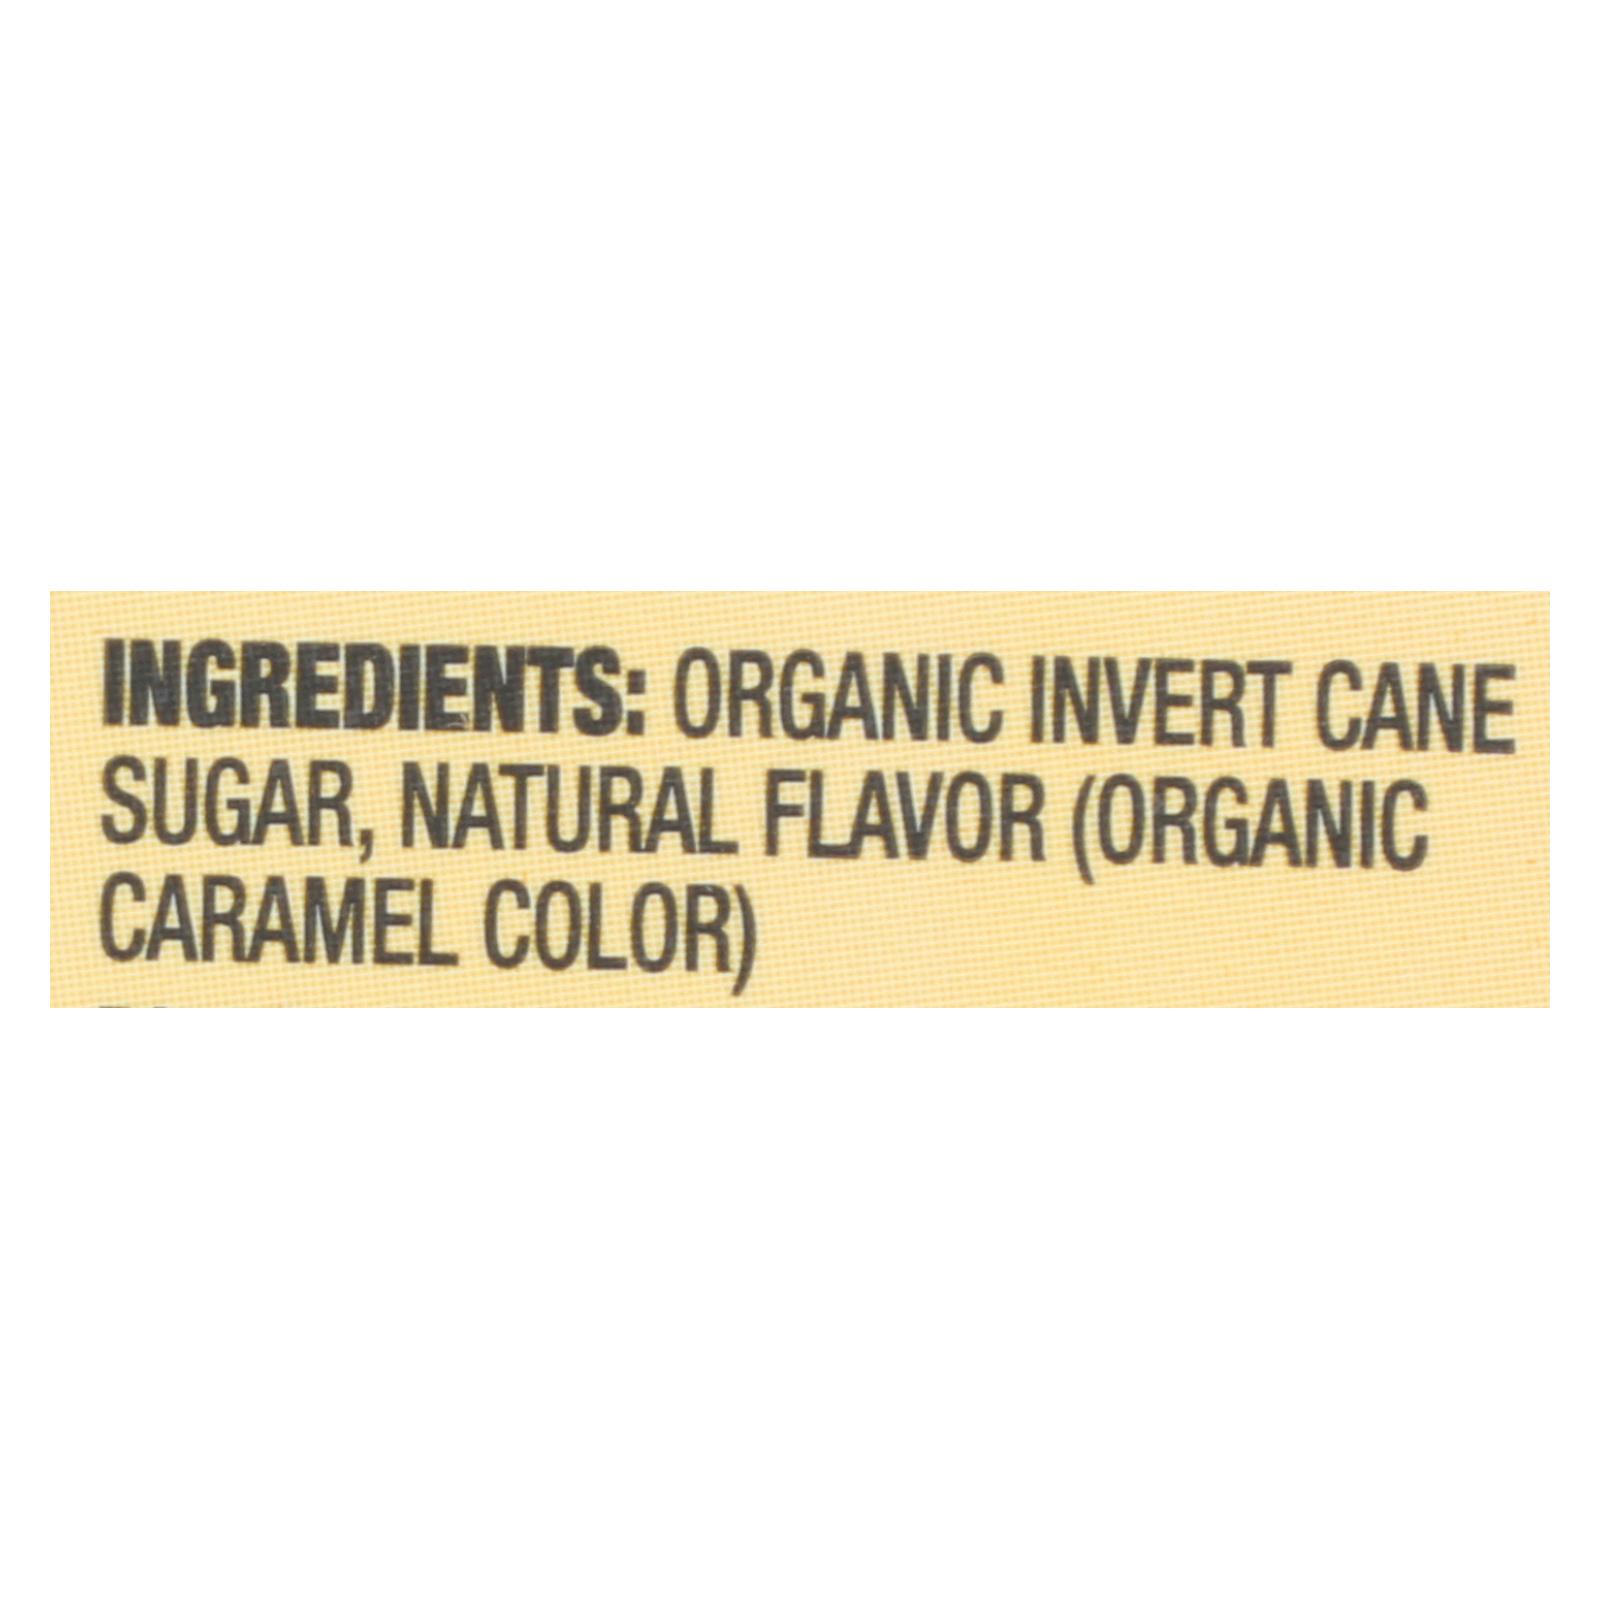 INGREDIENTS: ORGANIC INVERT CANE
SUGAR, NATURAL FLAVOR (ORGANIC
CARAMEL COLOR)